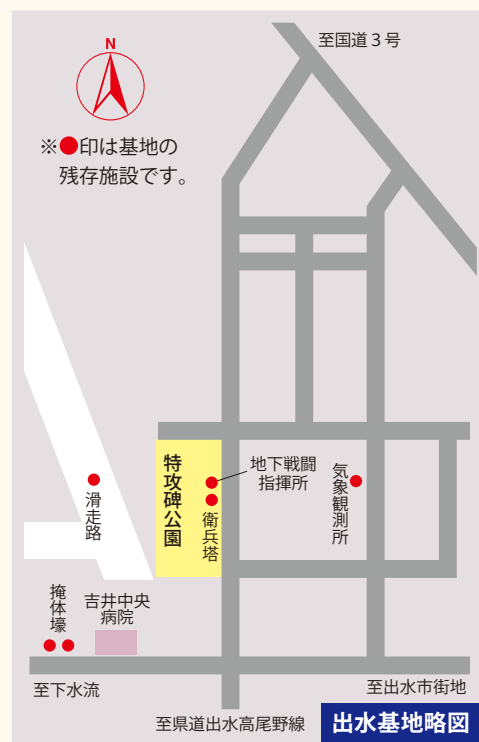 至国道３号
N
※●印は基地の
残存施設です。
特攻碑公園
地下戦闘
指揮所
気象観測所
滑走路
衛兵塔
掩体壕
吉井中央
病院
至下水流
至出水市街地
至県道出水高尾野線
出水基地略図